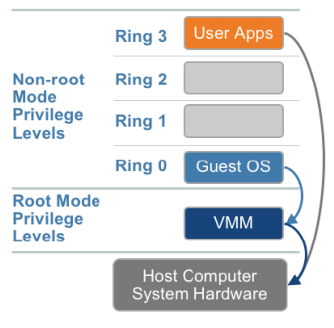 Ring 3
User Apps
Non-root
Mode
Privilege
Levels
Ring 2
Ring 1
Ring 0
Guest OS
Root Mode
Privilege
Levels
VMM
Host Computer
System Hardware